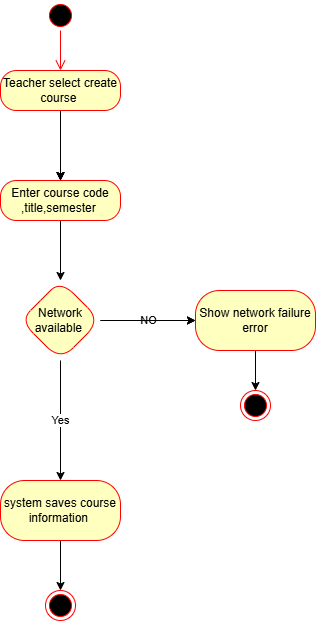 Teacher select create
course
Enter course code
,title,semester
Network
available
NO
Show network failure
error
Yes
system saves course
information